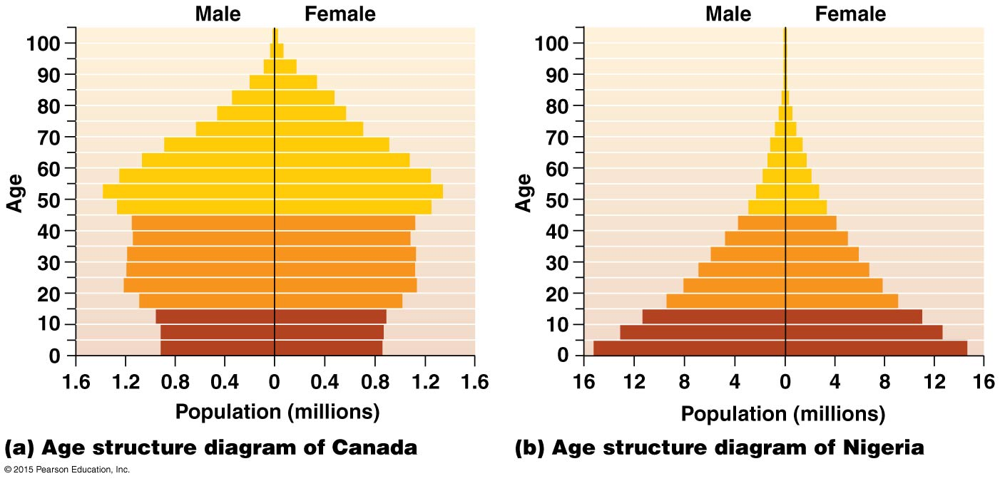 Male Female
100
90
80
70
60
50
40
30
20
10
0
Age
1.6 1.2 0.8 0.4 0 0.4 0.8 1.2 1.6
Population (millions)
(a) Age structure diagram of Canada
Male Female
100
90
80
70
60
50
40
30
20
10
0
Age
16 12 8 4 0 4 8 12 16
Population (millions)
(b) Age structure diagram of Nigeria
© 2015 Pearson Education, Inc.